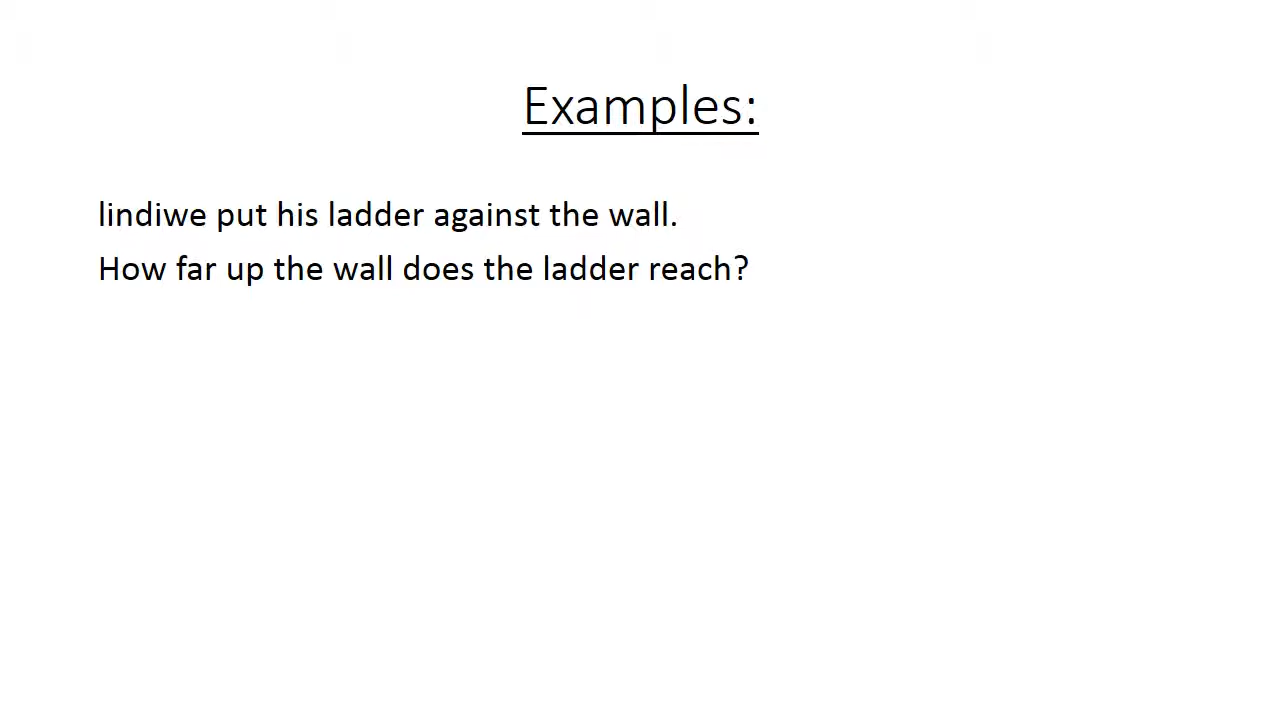 Examples:
lindiwe put his ladder against the wall.
How far up the wall does the ladder reach?